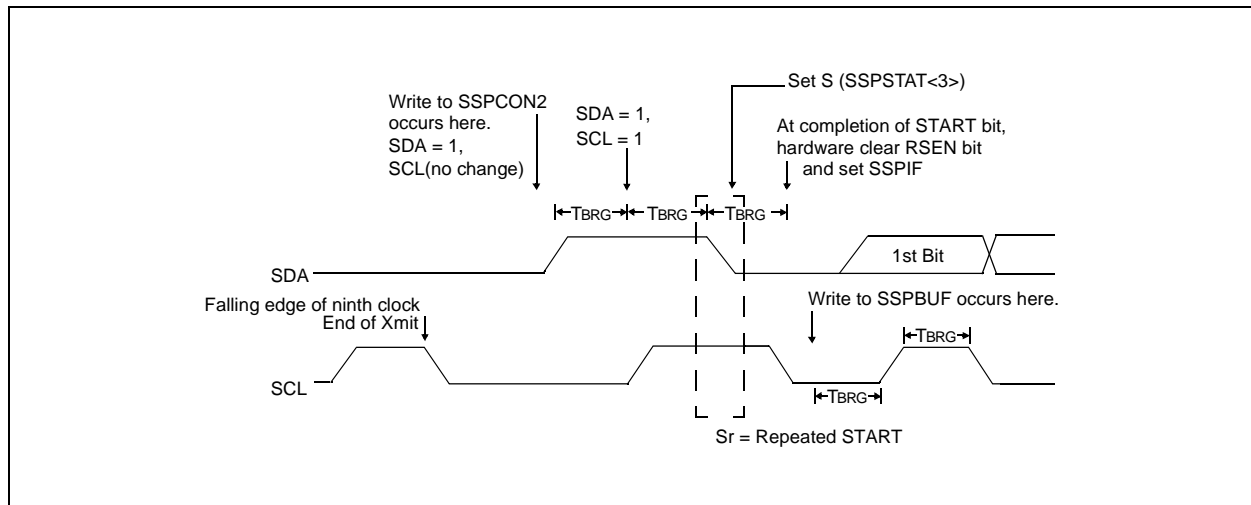 Set S (SSPSTAT<3>)
Write to SSPCON2
occurs here.
SDA = 1,
SCL(no change)
SDA = 1,
SCL = 1
At completion of START bit,
hardware clear RSEN bit
and set SSPIF
TBRG
TBRG
TBRG
SDA
1st Bit
Falling edge of ninth clock
End of Xmit
Write to SSPBUF occurs here.
TBRG
SCL
TBRG
Sr = Repeated START